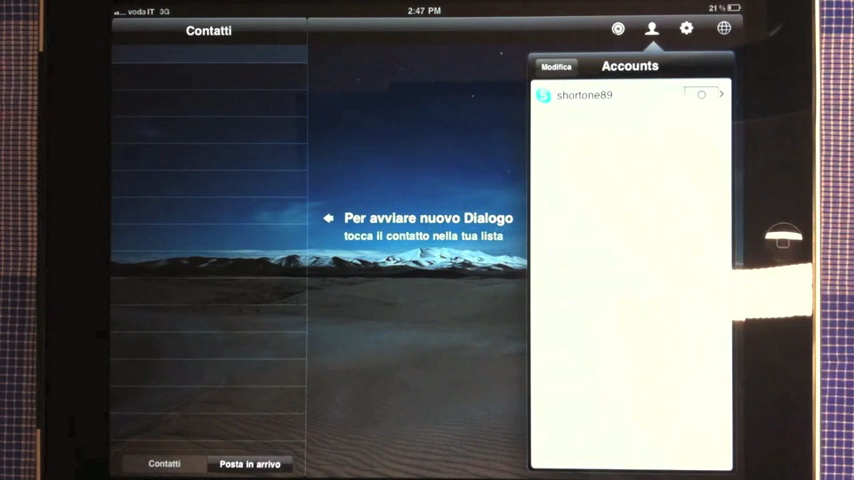 voda IT 3G
2:47 PM
21%
Contatti
Modifica
Accounts
shortone89
Per avviare nuovo Dialogo
tocca il contatto nella tua lista
Contatti
Posta in arrivo